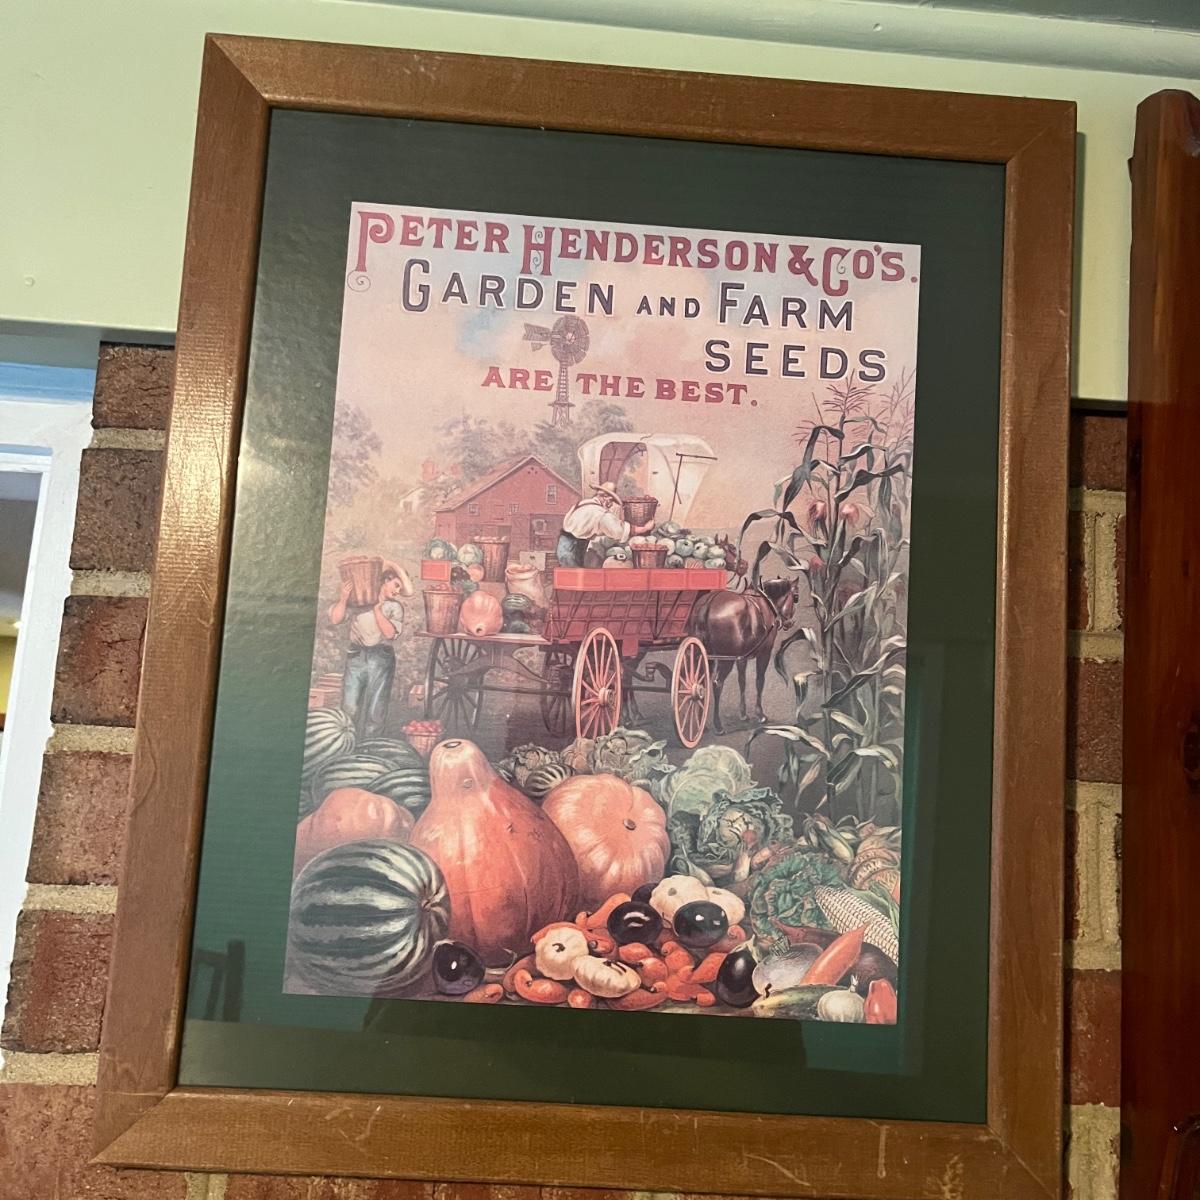 PETER HENDERSON & CO'S.
GARDEN AND FARM
SEEDS
ARE THE BEST.